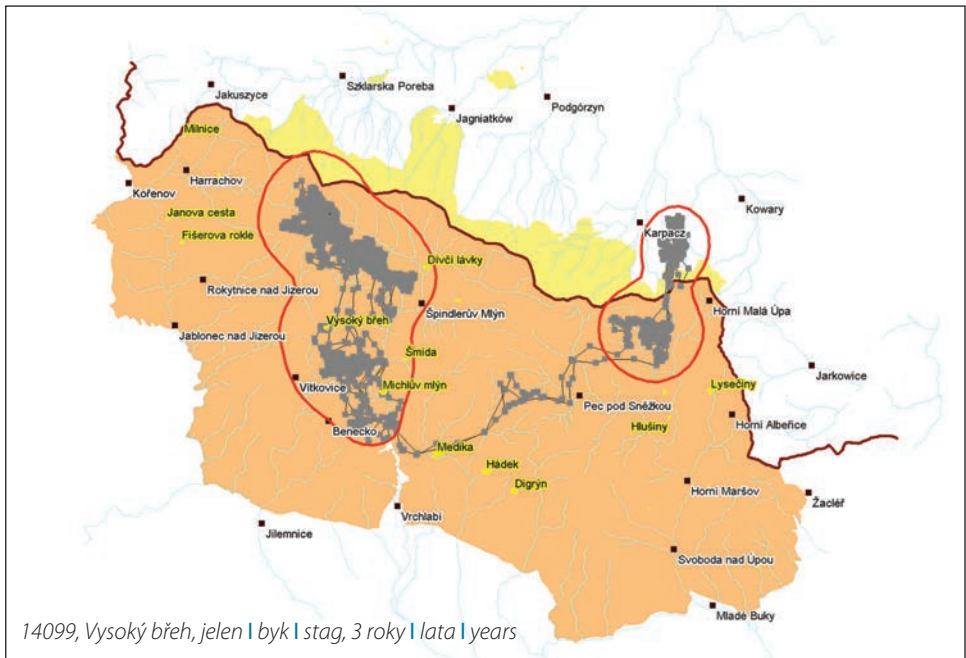 Jakuszyce
Szklarska Poreba
Jagniatków
Podgórzyn
Milnice
Harrachov
Kořenov
Kowary
Janova cesta
Karpacz
Fišerova rokle
Dívčí lávky
Rokytnice nad Jizerou
Špindlerův Mlýn
Horní Malá Úpa
Vysoký břeh
Jablonec nad Jizerou
Šmida
Jarkowice
Vítkovice
Michlův mlýn
Lysečiny
Pec pod Sněžkou
Horní Albeřice
Benecko
Hlušiny
Medika
Hádek
Digrýn
Horní Maršov
Žacléř
Vrchlabí
Jilemnice
Svoboda nad Úpou
Mladé Buky
14099, Vysoký břeh, jelen | byk | stag, 3 roky | lata | years